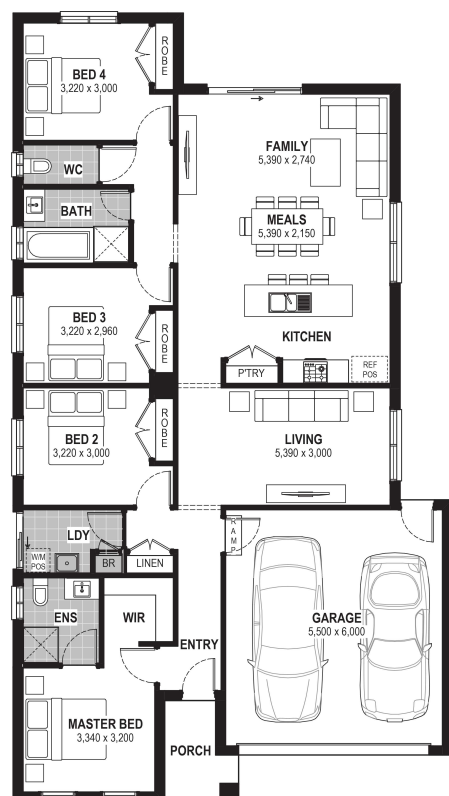 BED 4
3,220 x 3,000
ROBE
WC
BATH
FAMILY
5,390 x 2,740
MEALS
5,390 x 2,150
BED 3
3,220 x 2,960
ROBE
KITCHEN
P'TRY
REF
POS
BED 2
3,220 x 3,000
ROBE
LIVING
5,390 x 3,000
LDY
W/M
POS
BR
LINEN
RAMP
ENS
WIR
ENTRY
GARAGE
5,500 x 6,000
MASTER BED
3,340 x 3,200
PORCH